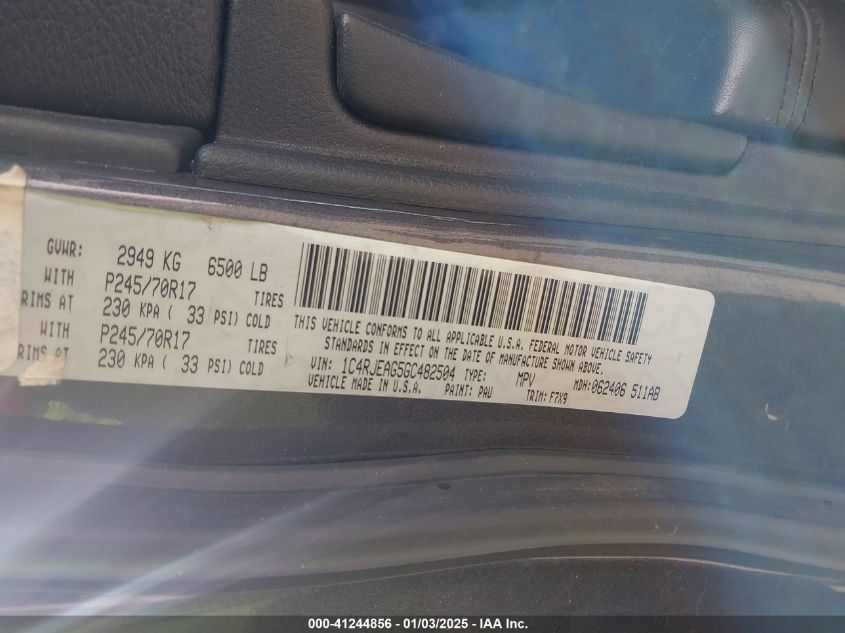 GVWR: 2949 KG 6500 LB
WITH P245/70R17 TIRES
RIMS AT 230 KPA ( 33 PSI) COLD
WITH P245/70R17 TIRES
RIMS AT 230 KPA ( 33 PSI) COLD
THIS VEHICLE CONFORMS TO ALL APPLICABLE U.S.A. FEDERAL MOTOR VEHICLE SAFETY
STANDARDS IN EFFECT ON THE DATE OF MANUFACTURE SHOWN ABOVE.
VIN: 1C4RJEAG5GC482504 TYPE: MPV MDH:062406 511AB
VEHICLE MADE IN U.S.A. PAINT: PAU TRIM: F7X9
000-41244856 | 01/03/2025 - IAA Inc.